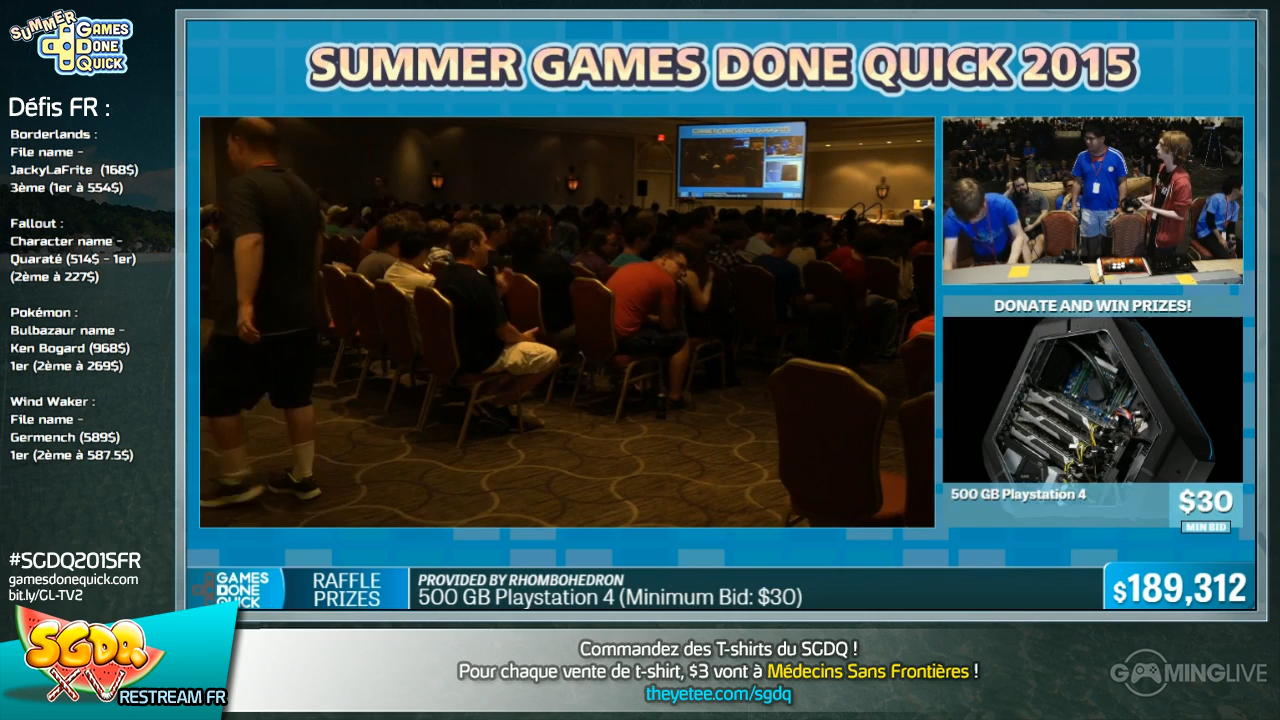 SUMMER
GAMES
DONE
QUICK
Défis FR :
Borderlands :
File name -
JackyLaFrite (168$)
3ème (1er à 554$)
Fallout :
Character name -
Quaraté (514$ - 1er)
(2ème à 227$)
Pokémon :
Bulbazaur name -
Ken Bogard (968$)
1er (2ème à 269$)
Wind Waker :
File name -
Germench (589$)
1er (2ème à 587.5$)
#SGDQ2015FR
gamesdonequick.com
bit.ly/GL-TV2
SGDQ
XV
RESTREAM FR
SUMMER GAMES DONE QUICK 2015
DONATE AND WIN PRIZES!
500 GB Playstation 4
$30
MIN BID
GAMES
DONE
QUICK
RAFFLE
PRIZES
PROVIDED BY RHOMBOHEDRON
500 GB Playstation 4 (Minimum Bid: $30)
$189,312
Commandez des T-shirts du SGDQ !
Pour chaque vente de t-shirt, $3 vont à Médecins Sans Frontières !
theyetee.com/sgdq
GAMINGLIVE